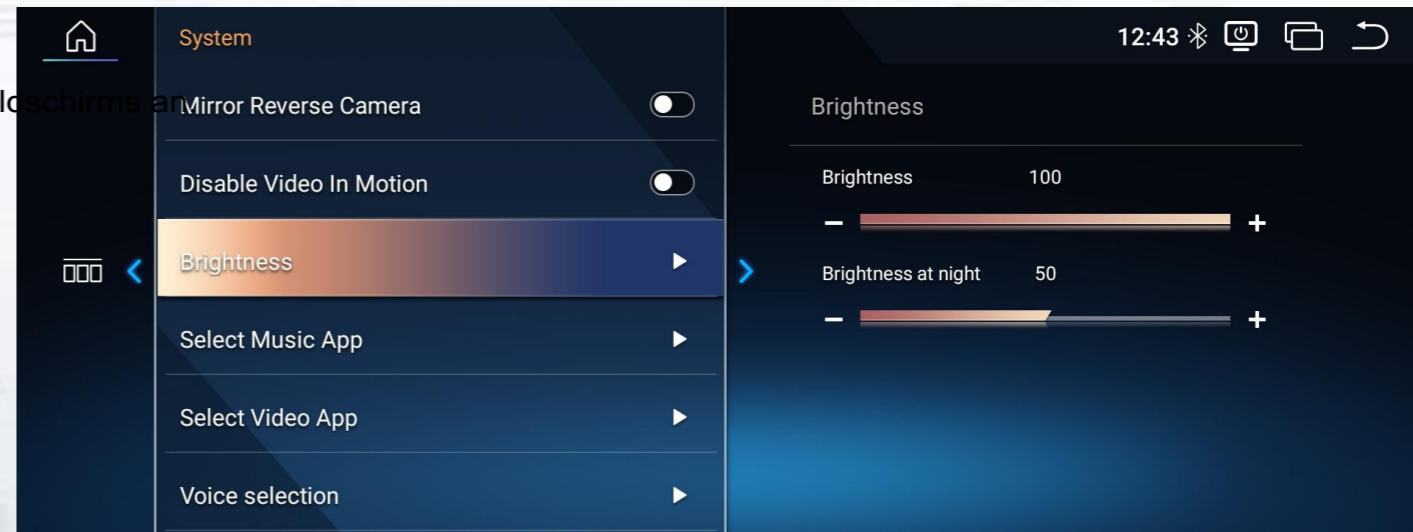 System
12:43
ldschirms an
Mirror Reverse Camera
Disable Video In Motion
Brightness
Select Music App
Select Video App
Voice selection
Brightness
Brightness 100
Brightness at night 50